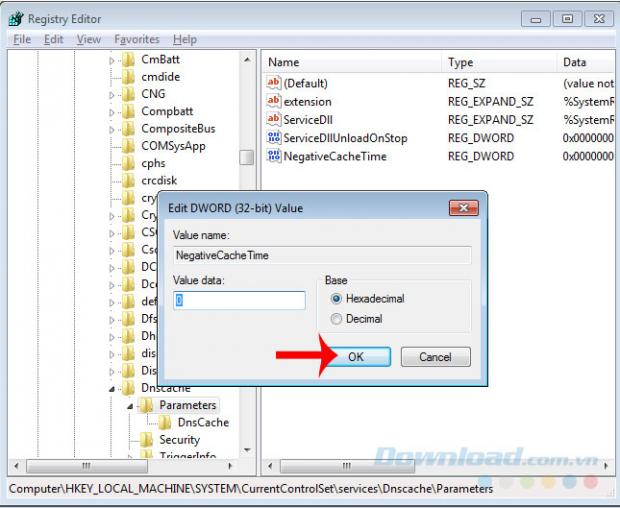 Registry Editor
File Edit View Favorites Help
CmBatt
cmdide
CNG
Compbatt
CompositeBus
COMSysApp
cphs
crcdisk
cry
Cry
CS
Csc
DC
Dco
def
Dfs
Dh
dis
Dis
Dnscache
Parameters
DnsCache
Security
TriggerInfo
Name Type Data
(Default) REG_SZ (value not
extension REG_EXPAND_SZ %SystemR
ServiceDll REG_EXPAND_SZ %SystemR
ServiceDllUnloadOnStop REG_DWORD 0x0000000
NegativeCacheTime REG_DWORD 0x0000000
Edit DWORD (32-bit) Value
Value name:
NegativeCacheTime
Value data:
0
Base
Hexadecimal
Decimal
OK Cancel
Download.com.vn
Computer\HKEY_LOCAL_MACHINE\SYSTEM\CurrentControlSet\services\Dnscache\Parameters